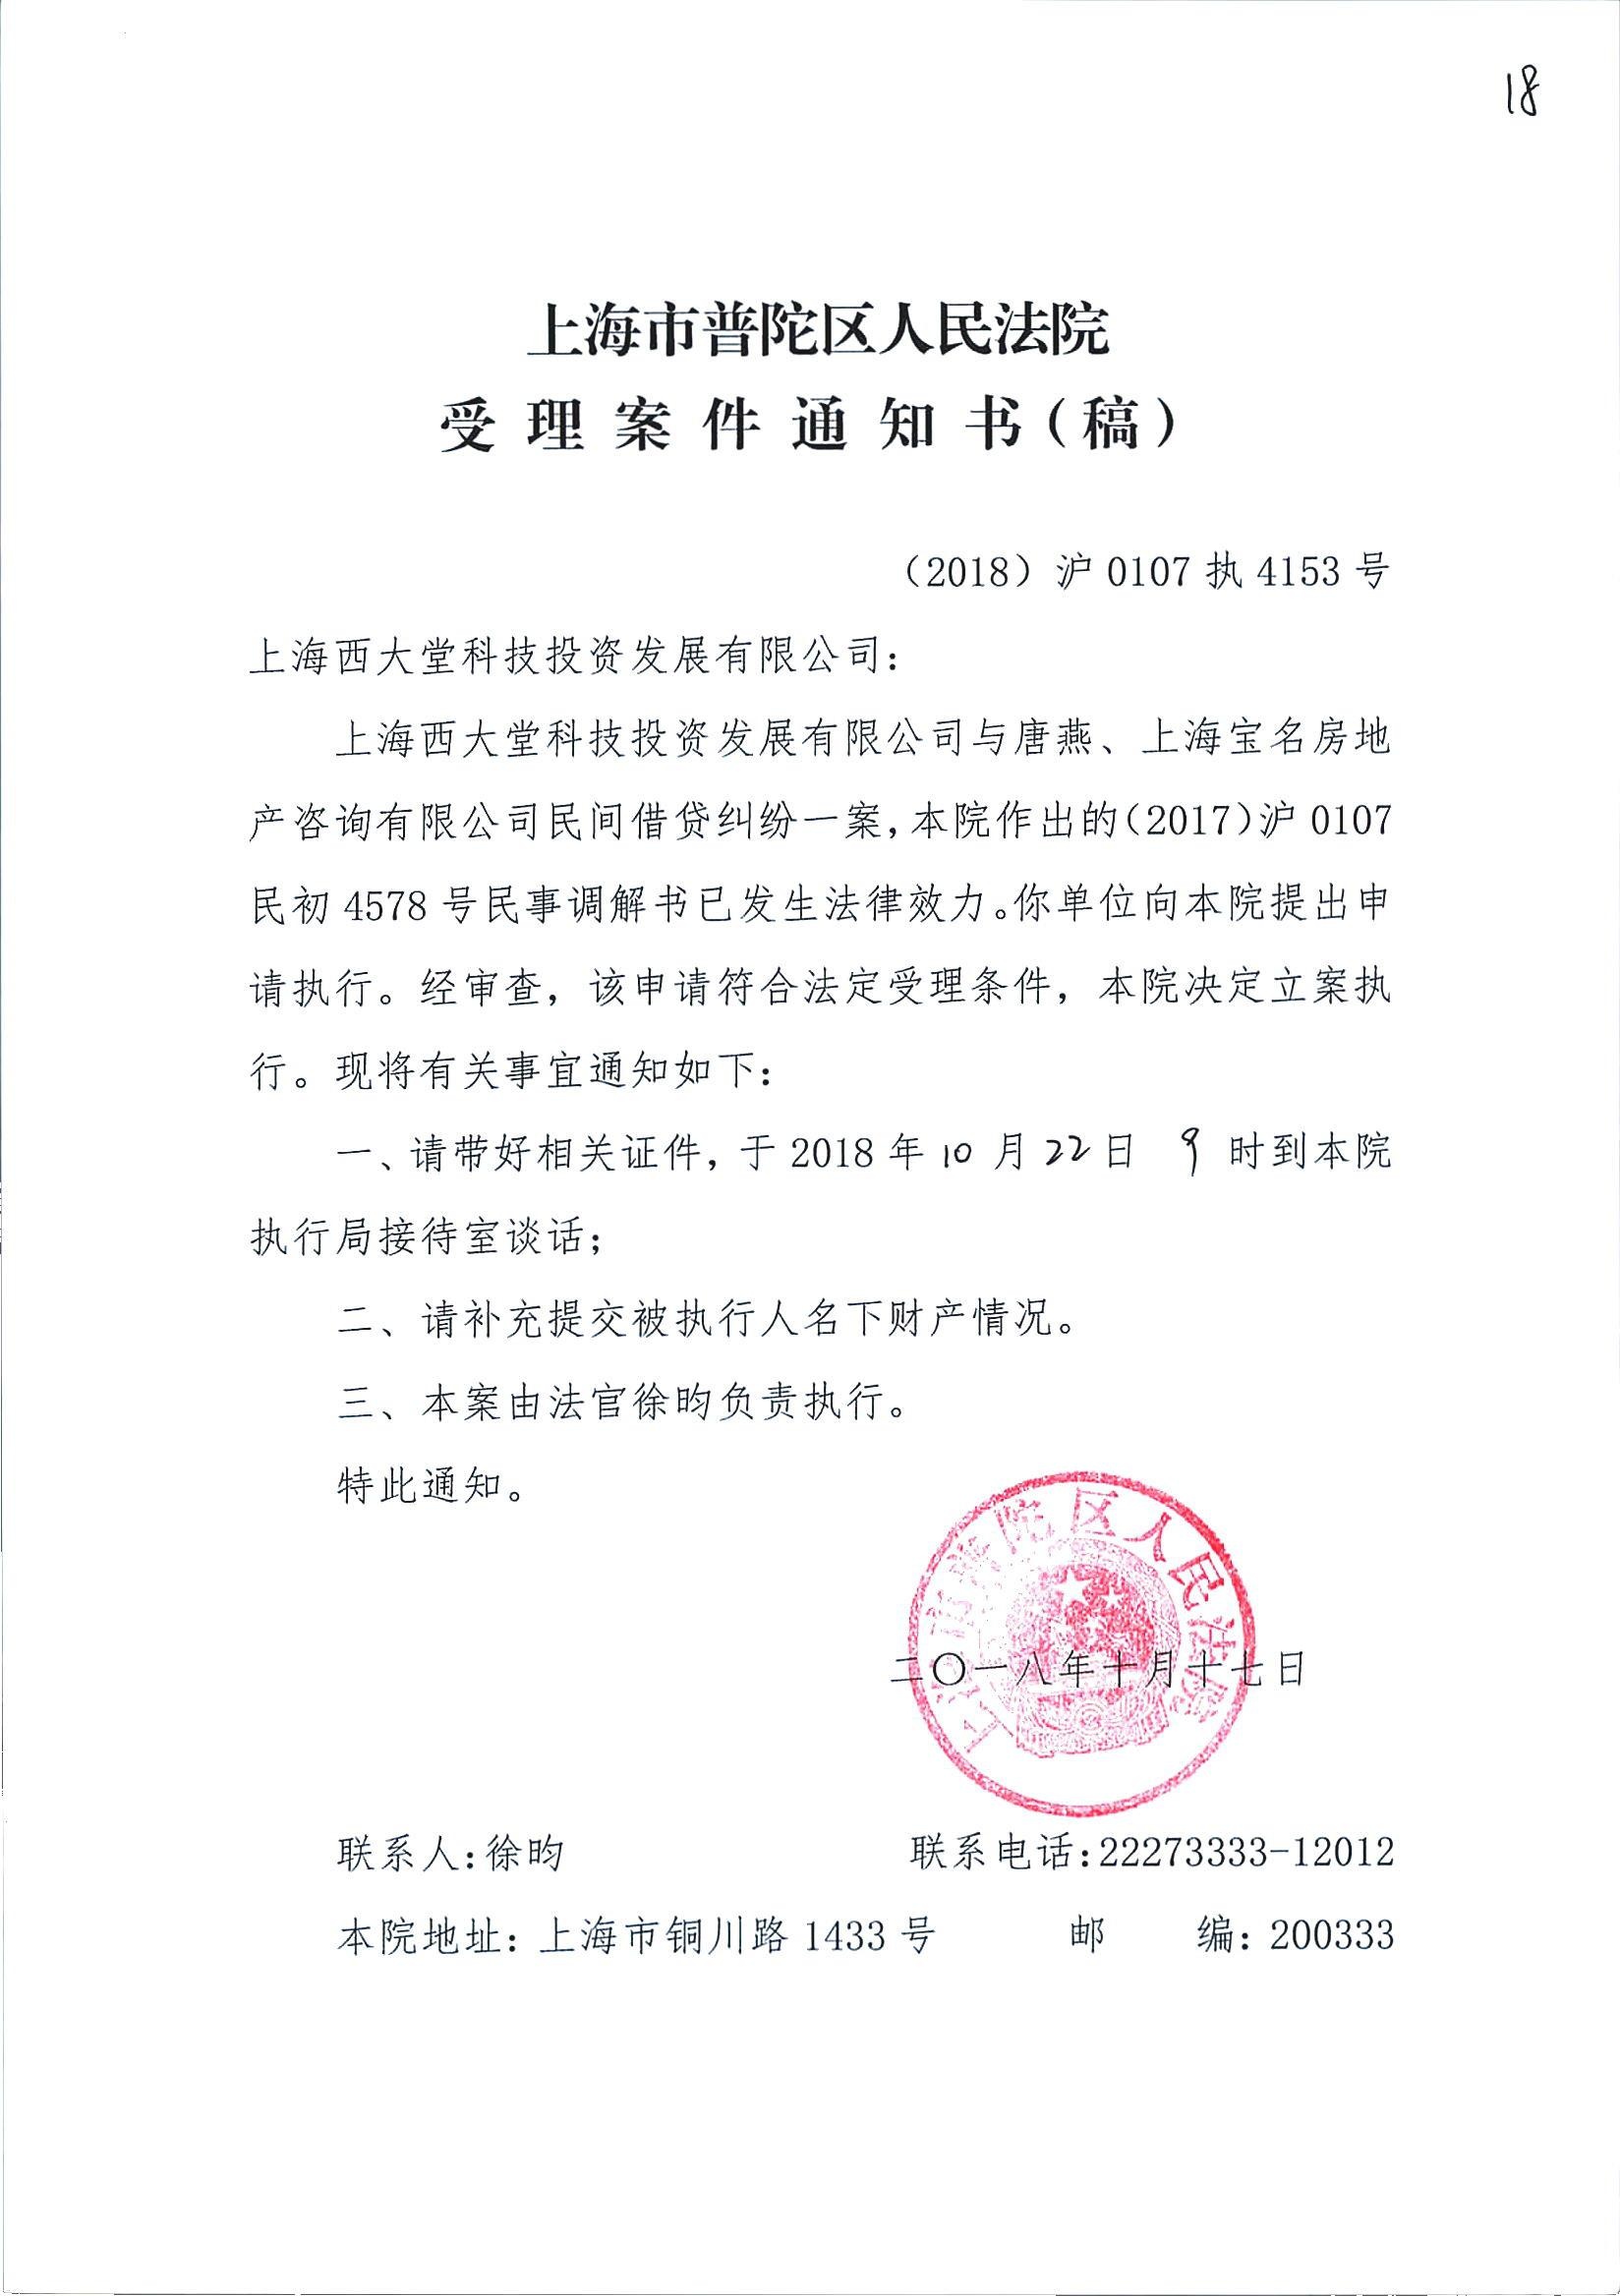 18
上海市普陀区人民法院
受理案件通知书（稿）
（2018）沪0107执4153号
上海西大堂科技投资发展有限公司：
上海西大堂科技投资发展有限公司与唐燕、上海宝名房地
产咨询有限公司民间借贷纠纷一案，本院作出的（2017）沪0107
民初4578号民事调解书已发生法律效力。你单位向本院提出申
请执行。经审查，该申请符合法定受理条件，本院决定立案执
行。现将有关事宜通知如下：
一、请带好相关证件，于2018年10月22日 9时到本院
执行局接待室谈话；
二、请补充提交被执行人名下财产情况。
三、本案由法官徐昀负责执行。
特此通知。
上海市普陀区人民法院
二〇一八年十月十七日
联系人：徐昀 联系电话：22273333-12012
本院地址：上海市铜川路1433号 邮 编：200333